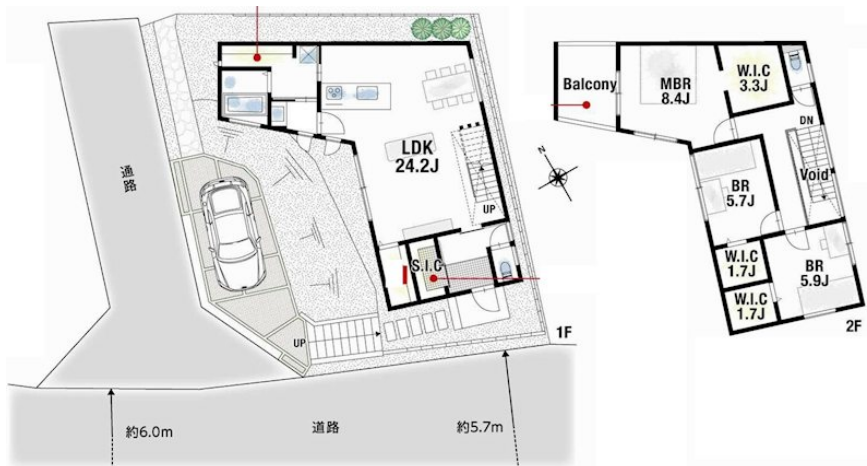 通路
LDK
24.2J
UP
S.I.C
UP
1F
約6.0m
道路
約5.7m
N
Balcony
MBR
8.4J
W.I.C
3.3J
DN
Void
BR
5.7J
W.I.C
1.7J
W.I.C
1.7J
BR
5.9J
2F